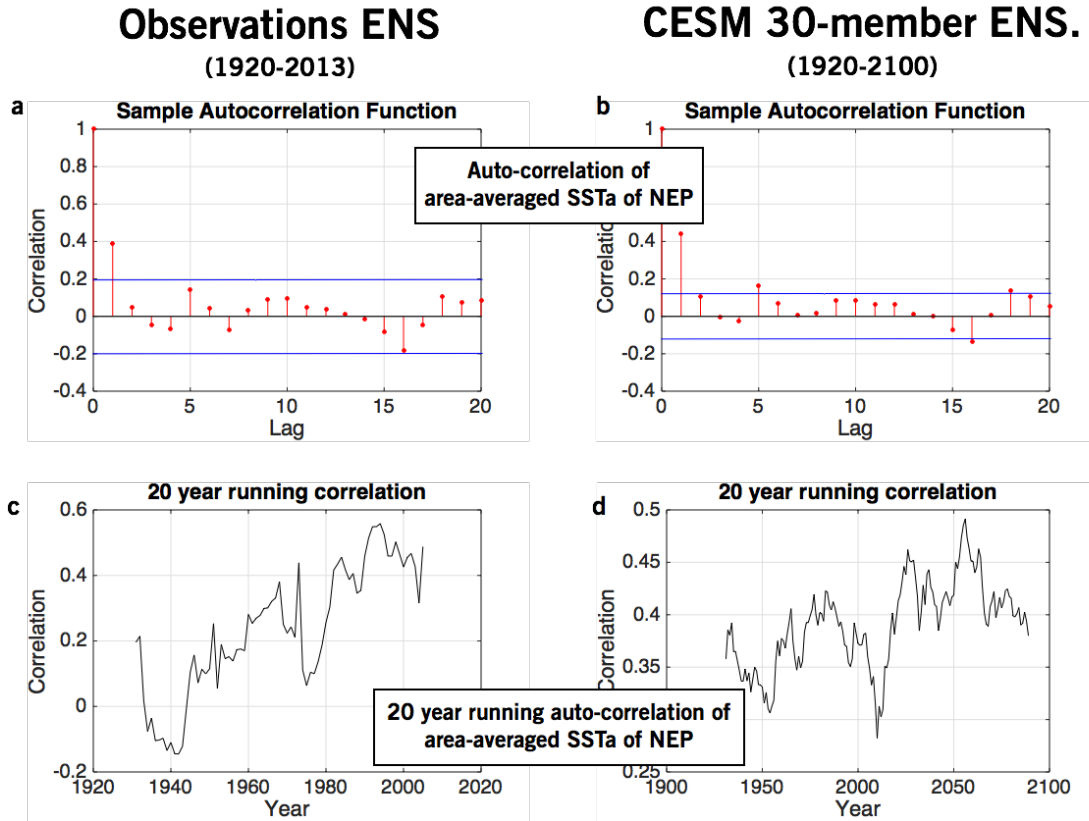 Observations ENS
(1920-2013)
CESM 30-member ENS.
(1920-2100)
a
Sample Autocorrelation Function
1
0.8
0.6
0.4
0.2
0
-0.2
-0.4
Correlation
0
5
10
15
20
Lag
b
Sample Autocorrelation Function
1
0.8
0.6
0.4
0.2
0
-0.2
-0.4
Correlation
0
5
10
15
20
Lag
Auto-correlation of
area-averaged SSTa of NEP
c
20 year running correlation
0.6
0.4
0.2
0
-0.2
Correlation
1920
1940
1960
1980
2000
2020
Year
d
20 year running correlation
0.5
0.45
0.4
0.35
0.25
Correlation
1900
1950
2000
2050
2100
Year
20 year running auto-correlation of
area-averaged SSTa of NEP